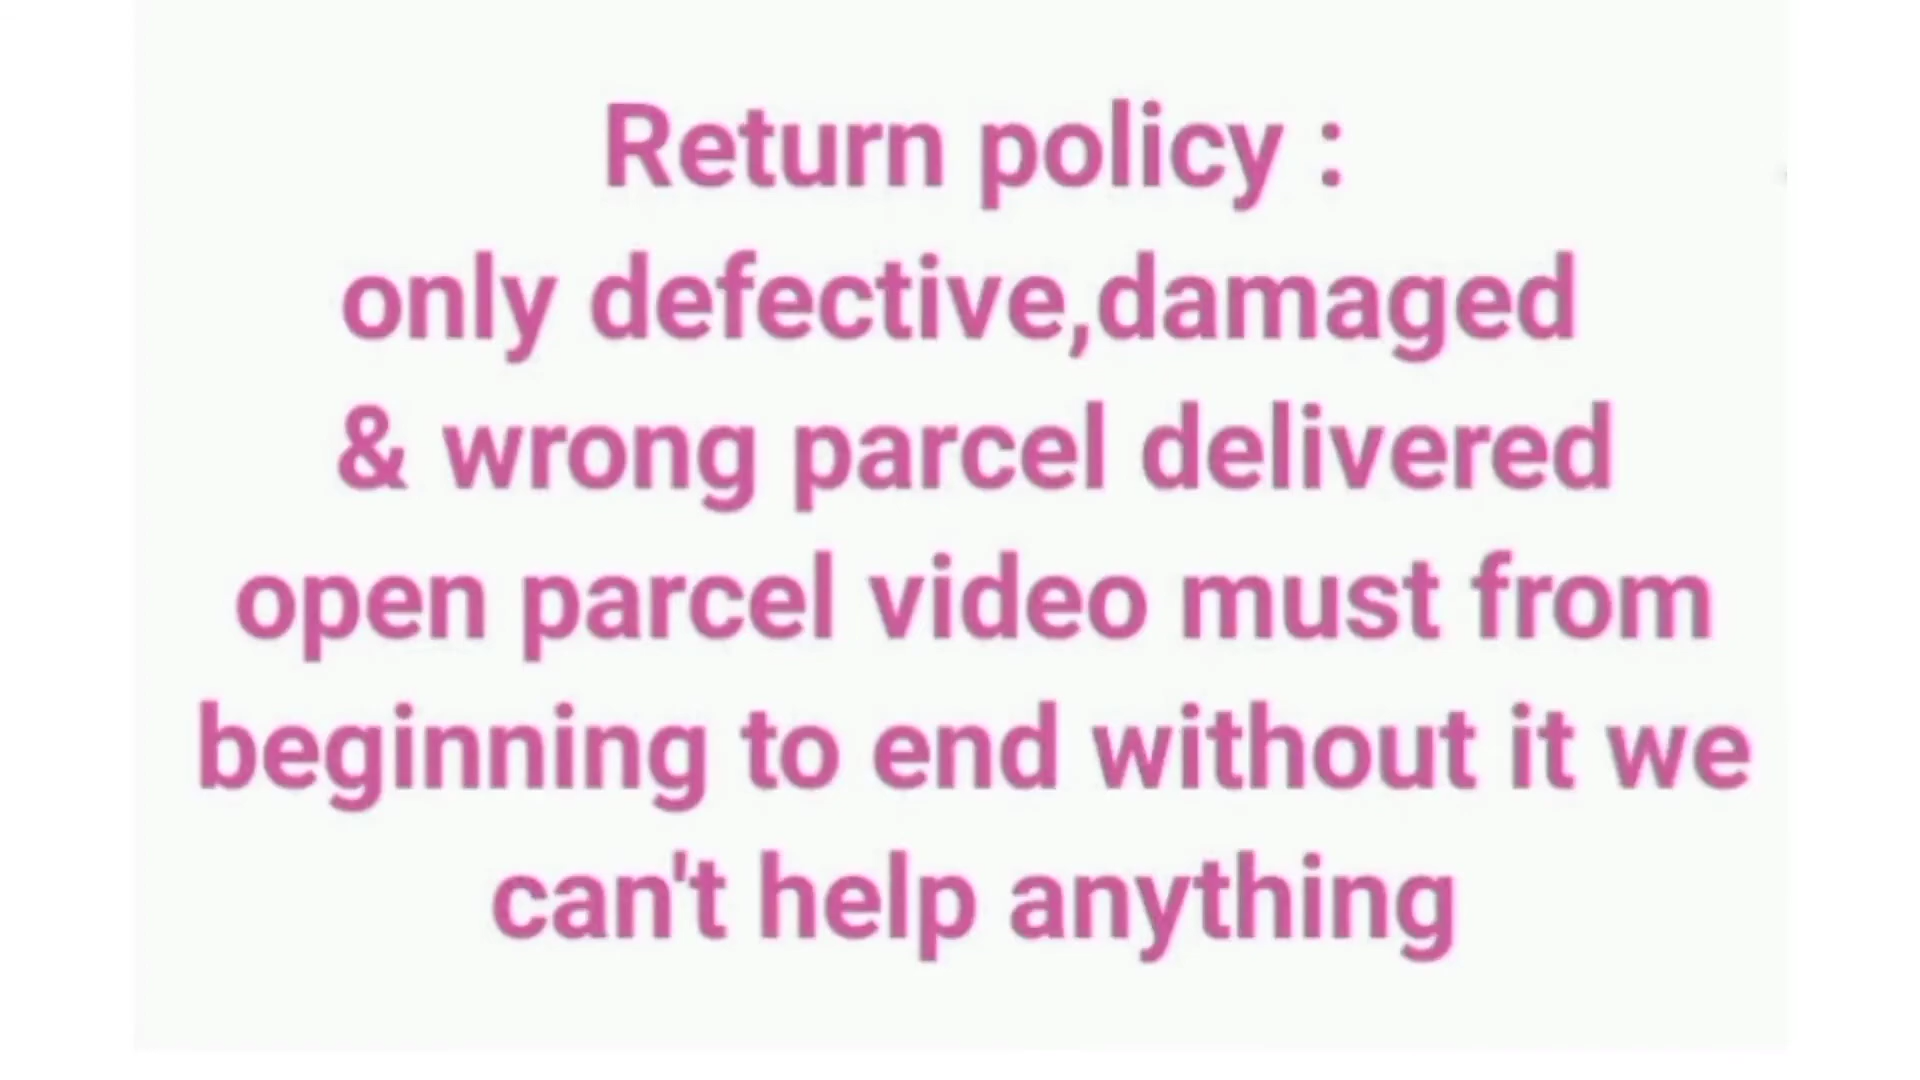 Return policy :
only defective,damaged
& wrong parcel delivered
open parcel video must from
beginning to end without it we
can't help anything